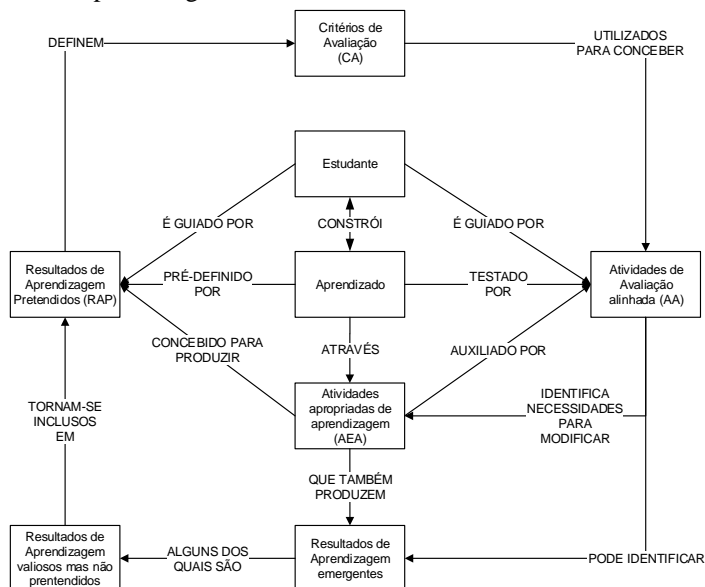 Critérios de
Avaliação
(CA)
DEFINEM
UTILIZADOS
PARA CONCEBER
Estudante
É GUIADO POR
CONSTRÓI
É GUIADO POR
Resultados de
Aprendizagem
Pretendidos (RAP)
PRÉ-DEFINIDO
POR
Aprendizado
TESTADO
POR
Atividades de
Avaliação
alinhada (AA)
CONCEBIDO PARA
PRODUZIR
ATRAVÉS
AUXILIADO POR
Atividades
apropriadas de
aprendizagem
(AEA)
TORNAM-SE
INCLUSOS
EM
IDENTIFICA
NECESSIDADES
PARA
MODIFICAR
QUE TAMBÉM
PRODUZEM
Resultados de
Aprendizagem
valiosos mas não
prentendidos
ALGUNS DOS
QUAIS SÃO
Resultados de
Aprendizagem
emergentes
PODE IDENTIFICAR